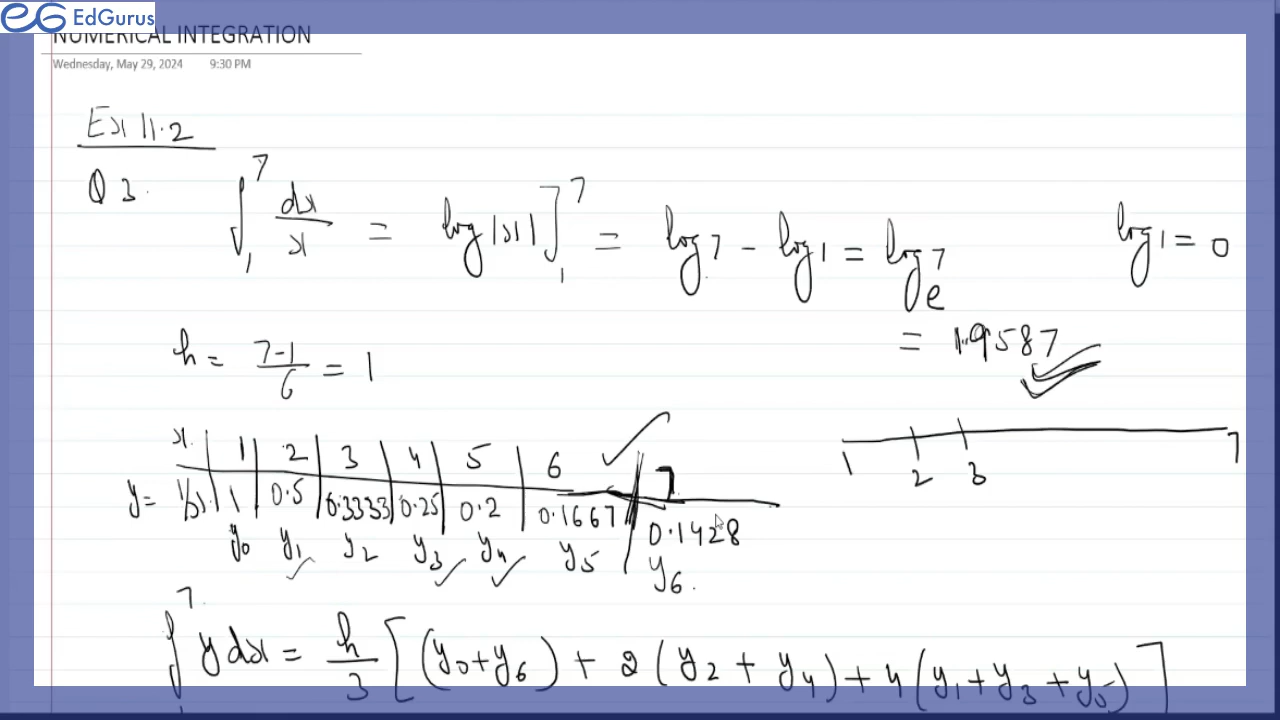 EdGurus
NUMERICAL INTEGRATION
Wednesday, May 29, 2024 9:30 PM
Ex 11.2
Q 3. ∫₁⁷ dx/x = log|x|]₁⁷ = log 7 - log 1 = logₑ 7 log 1 = 0
= 1.9587
h = 7-1/6 = 1
x 1 2 3 4 5 6 7
y = 1/x 1 0.5 0.3333 0.25 0.2 0.1667 0.1428
y₀ y₁ y₂ y₃ y₄ y₅ y₆
1 2 3 7
∫₁⁷ y dx = h/3 [(y₀+y₆) + 2(y₂ + y₄) + 4(y₁+y₃+y₅)]